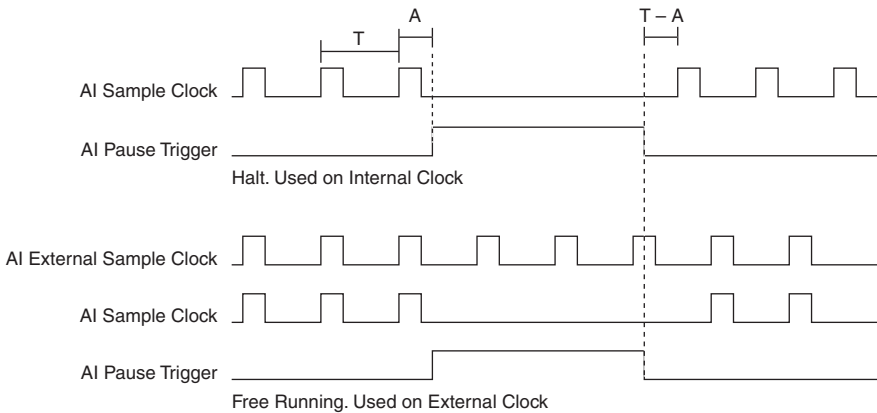 A
T – A
T
AI Sample Clock
AI Pause Trigger
Halt. Used on Internal Clock
AI External Sample Clock
AI Sample Clock
AI Pause Trigger
Free Running. Used on External Clock